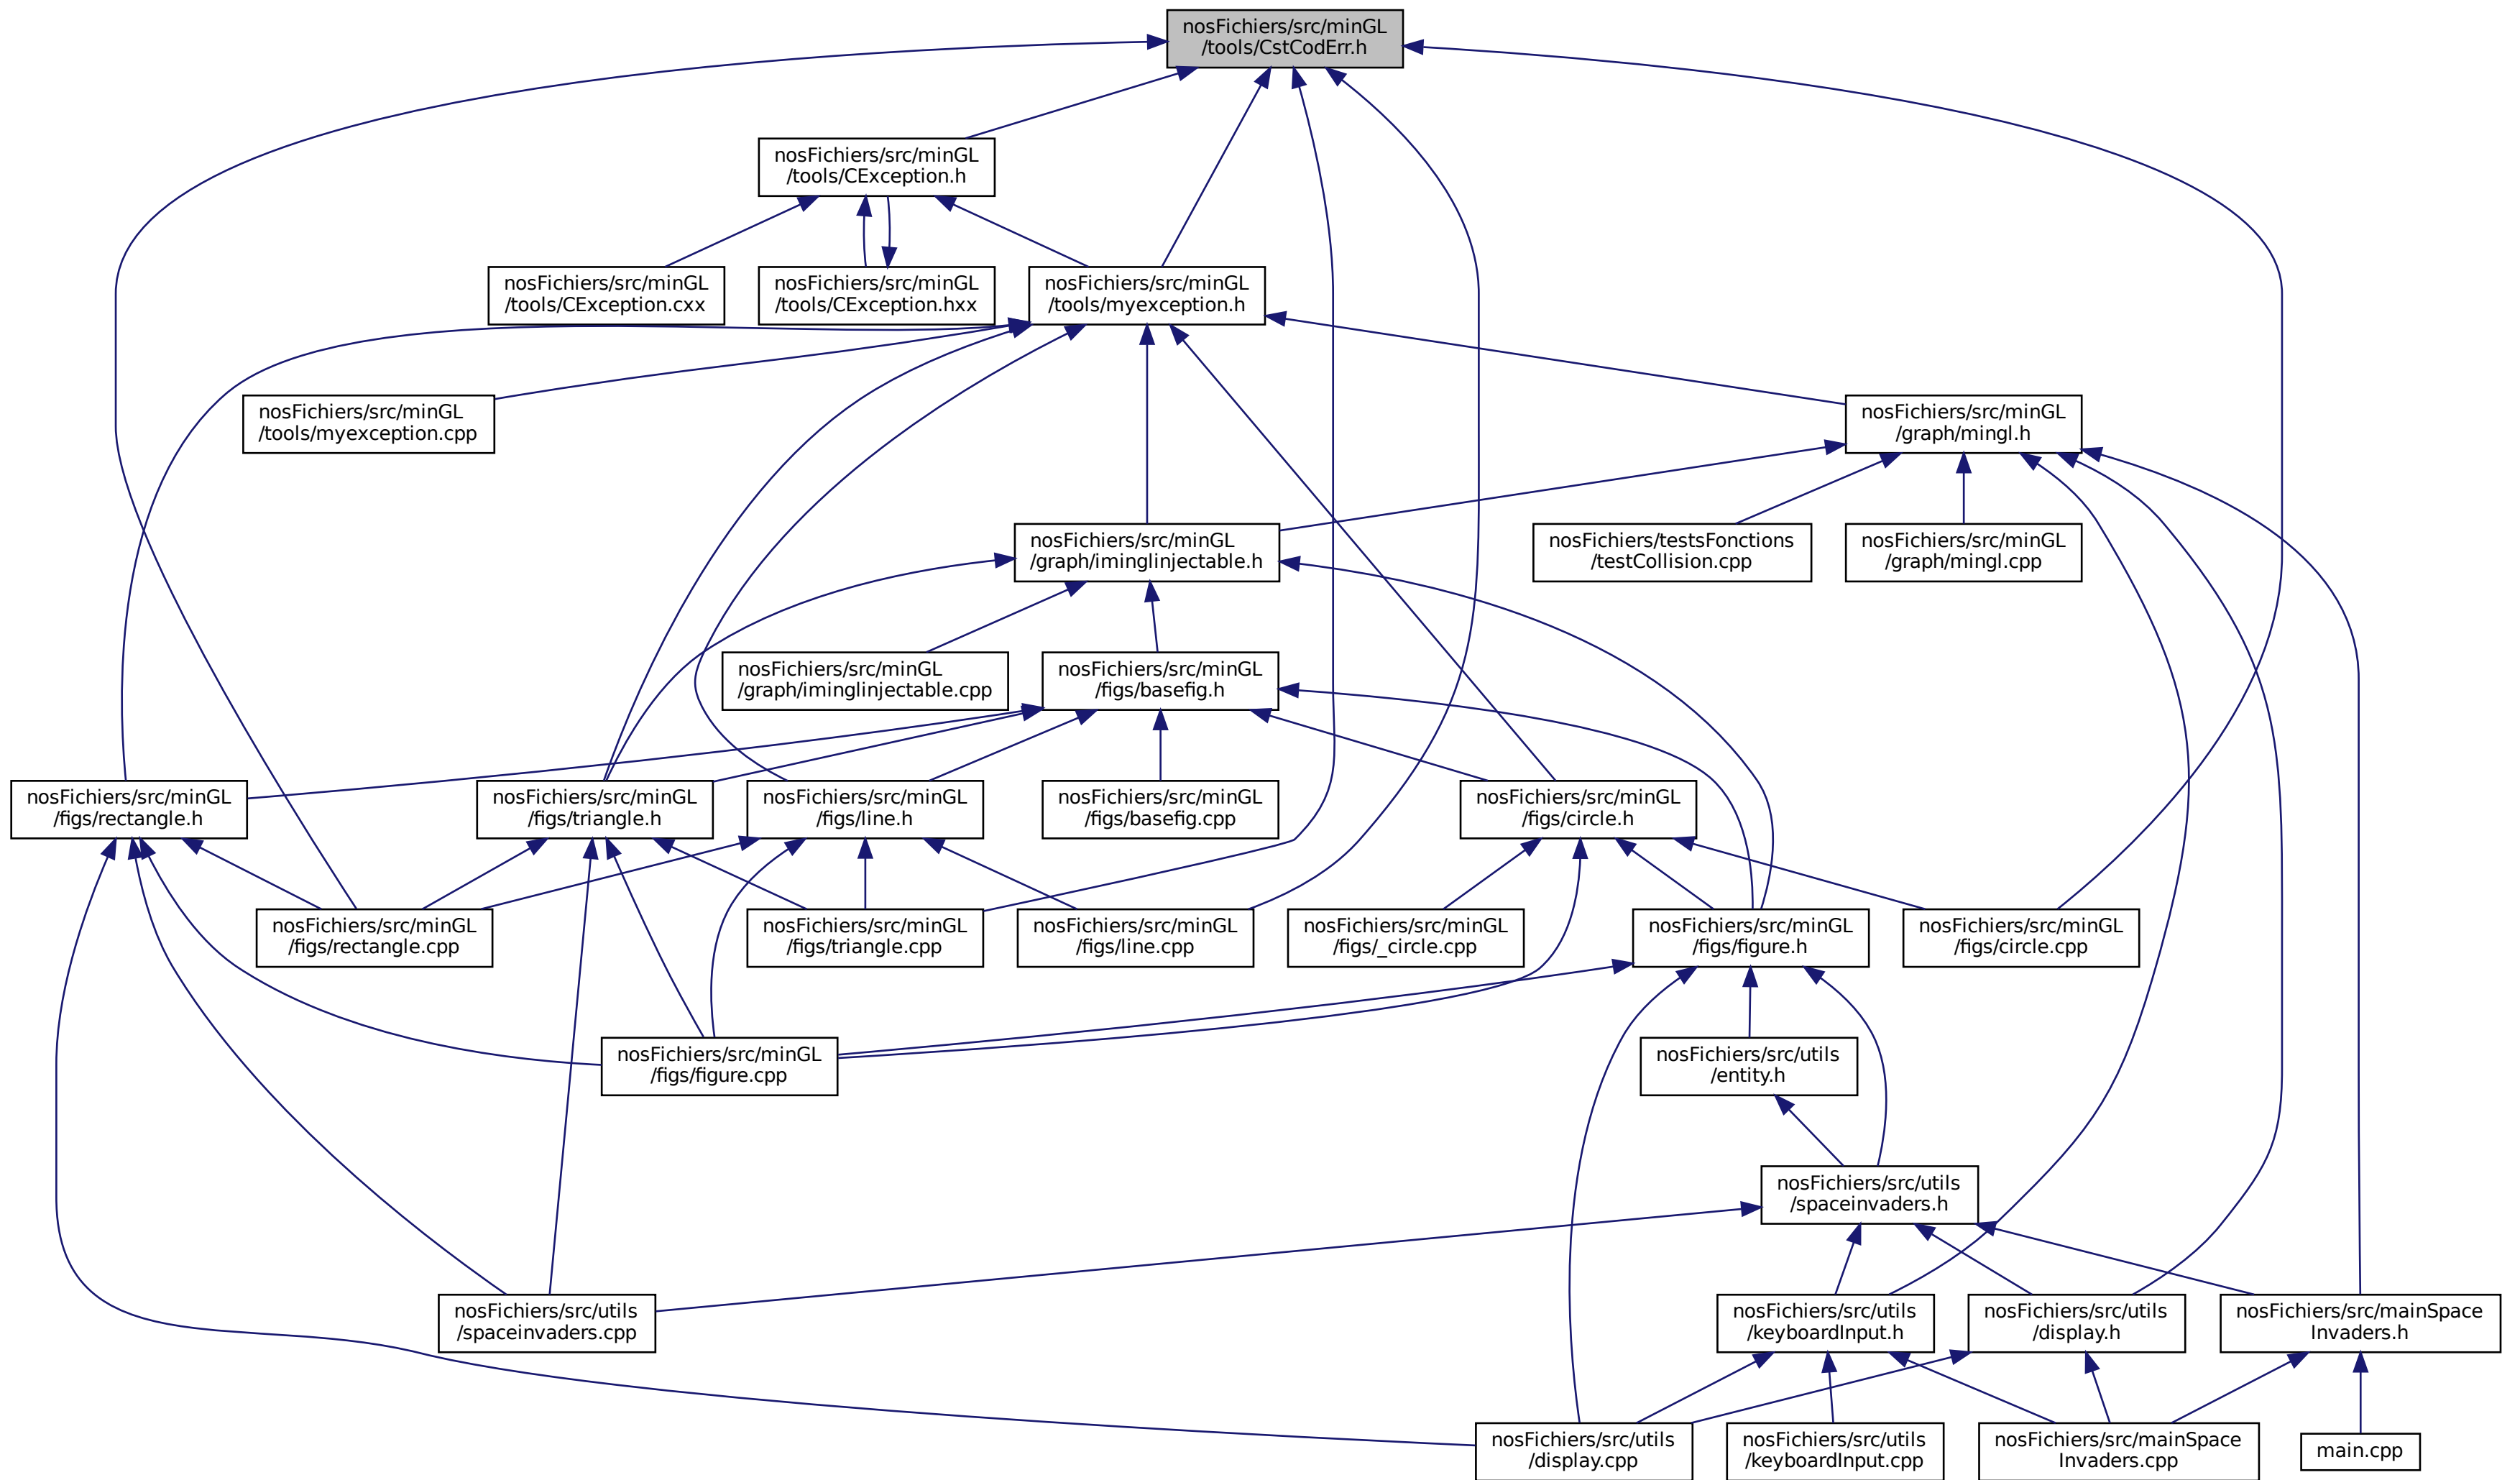 nosFichiers/src/minGL
/tools/CstCodErr.h
nosFichiers/src/minGL
/tools/CException.h
nosFichiers/src/minGL
/tools/CException.cxx
nosFichiers/src/minGL
/tools/CException.hxx
nosFichiers/src/minGL
/tools/myexception.h
nosFichiers/src/minGL
/tools/myexception.cpp
nosFichiers/src/minGL
/graph/mingl.h
nosFichiers/src/minGL
/graph/iminglinjectable.h
nosFichiers/testsFonctions
/testCollision.cpp
nosFichiers/src/minGL
/graph/mingl.cpp
nosFichiers/src/minGL
/graph/iminglinjectable.cpp
nosFichiers/src/minGL
/figs/basefig.h
nosFichiers/src/minGL
/figs/rectangle.h
nosFichiers/src/minGL
/figs/triangle.h
nosFichiers/src/minGL
/figs/line.h
nosFichiers/src/minGL
/figs/basefig.cpp
nosFichiers/src/minGL
/figs/circle.h
nosFichiers/src/minGL
/figs/rectangle.cpp
nosFichiers/src/minGL
/figs/triangle.cpp
nosFichiers/src/minGL
/figs/line.cpp
nosFichiers/src/minGL
/figs/_circle.cpp
nosFichiers/src/minGL
/figs/figure.h
nosFichiers/src/minGL
/figs/circle.cpp
nosFichiers/src/minGL
/figs/figure.cpp
nosFichiers/src/utils
/entity.h
nosFichiers/src/utils
/spaceinvaders.h
nosFichiers/src/utils
/spaceinvaders.cpp
nosFichiers/src/utils
/keyboardInput.h
nosFichiers/src/utils
/display.h
nosFichiers/src/mainSpace
Invaders.h
nosFichiers/src/utils
/display.cpp
nosFichiers/src/utils
/keyboardInput.cpp
nosFichiers/src/mainSpace
Invaders.cpp
main.cpp